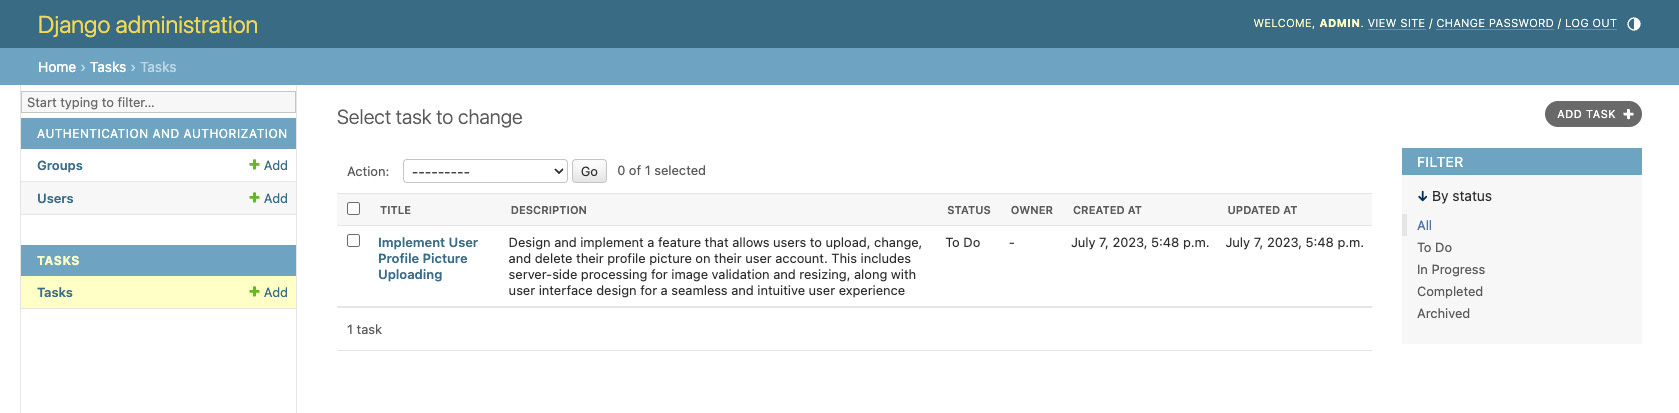 Django administration
WELCOME, ADMIN. VIEW SITE / CHANGE PASSWORD / LOG OUT
Home › Tasks › Tasks
Start typing to filter...
AUTHENTICATION AND AUTHORIZATION
Groups + Add
Users + Add
TASKS
Tasks + Add
Select task to change
ADD TASK +
Action: --------- Go 0 of 1 selected
TITLE DESCRIPTION STATUS OWNER CREATED AT UPDATED AT
Implement User Design and implement a feature that allows users to upload, change, To Do - July 7, 2023, 5:48 p.m. July 7, 2023, 5:48 p.m.
Profile Picture and delete their profile picture on their user account. This includes
Uploading server-side processing for image validation and resizing, along with
user interface design for a seamless and intuitive user experience
1 task
FILTER
↓ By status
All
To Do
In Progress
Completed
Archived